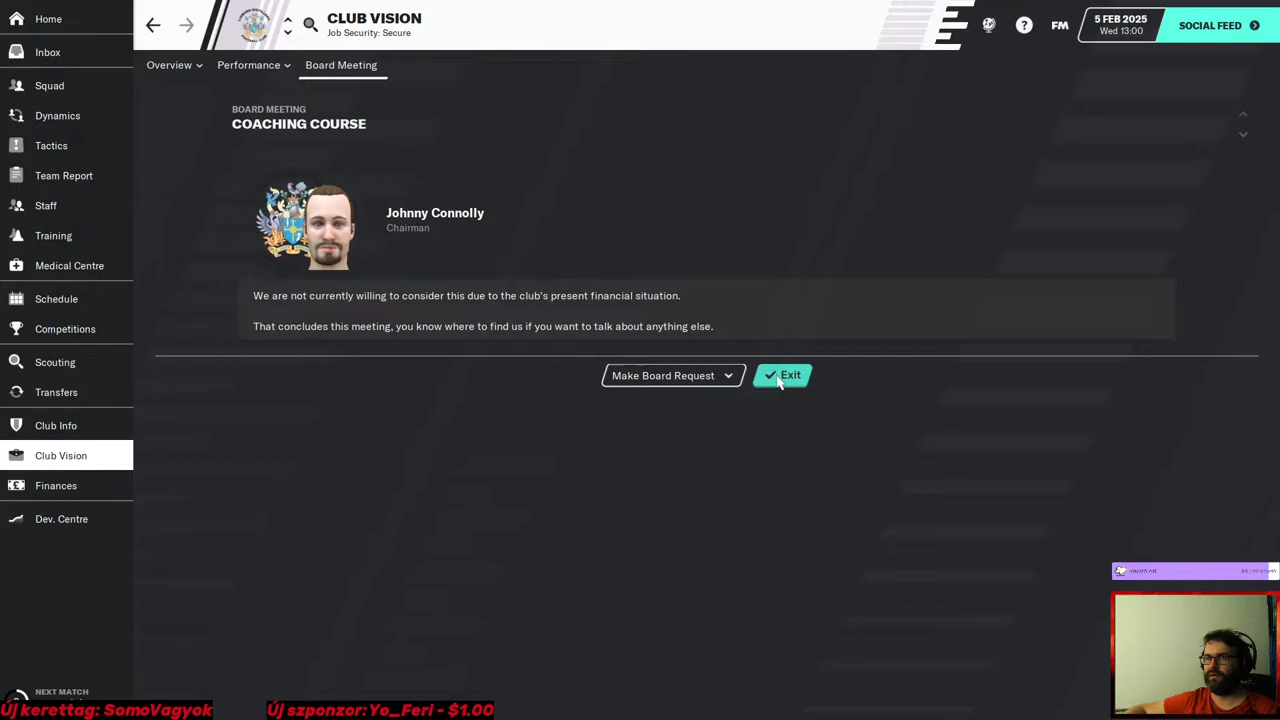 Home
CLUB VISION
Job Security: Secure
FM
5 FEB 2025
Wed 13:00
SOCIAL FEED
Inbox
Overview
Performance
Board Meeting
Squad
Dynamics
Tactics
Team Report
Staff
Training
Medical Centre
Schedule
Competitions
Scouting
Transfers
Club Info
Club Vision
Finances
Dev. Centre
BOARD MEETING
COACHING COURSE
Johnny Connolly
Chairman
We are not currently willing to consider this due to the club's present financial situation.
That concludes this meeting, you know where to find us if you want to talk about anything else.
Make Board Request
Exit
NEXT MATCH
Új kerettag: SomoVagyok
Új szponzor: Yo_Feri - $1.00